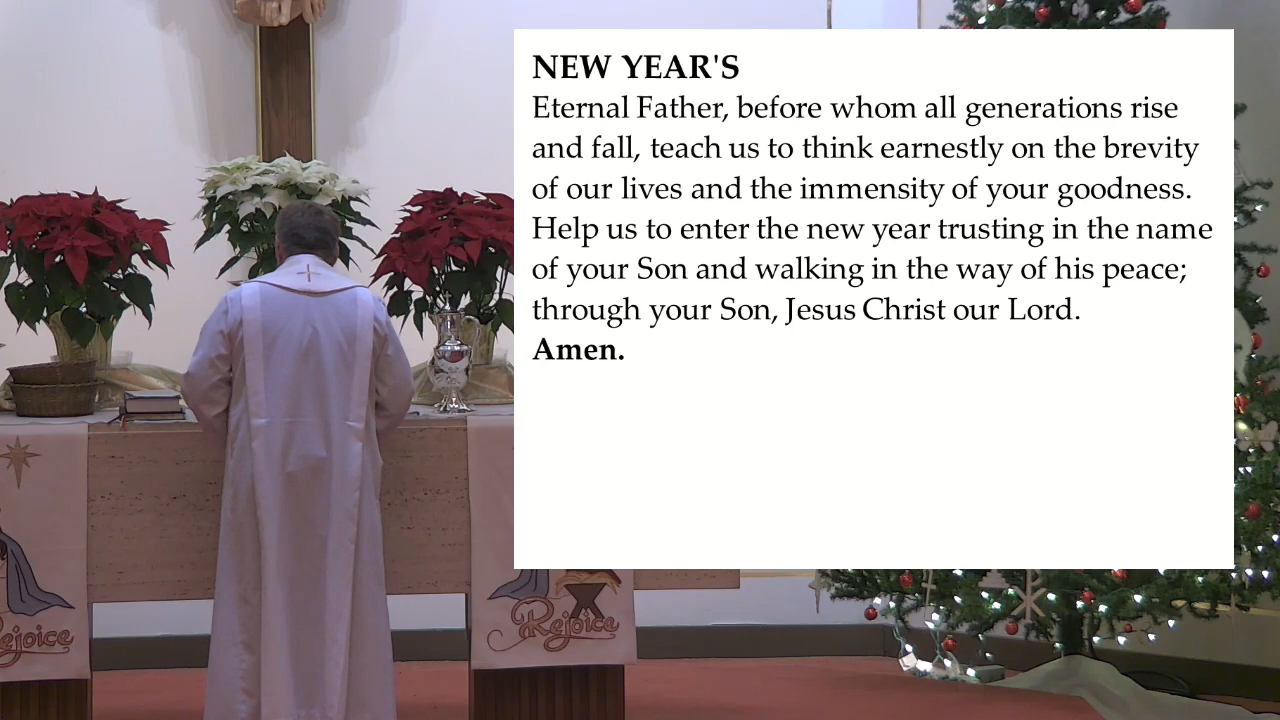 NEW YEAR'S
Eternal Father, before whom all generations rise
and fall, teach us to think earnestly on the brevity
of our lives and the immensity of your goodness.
Help us to enter the new year trusting in the name
of your Son and walking in the way of his peace;
through your Son, Jesus Christ our Lord.
Amen.
Rejoice
Rejoice